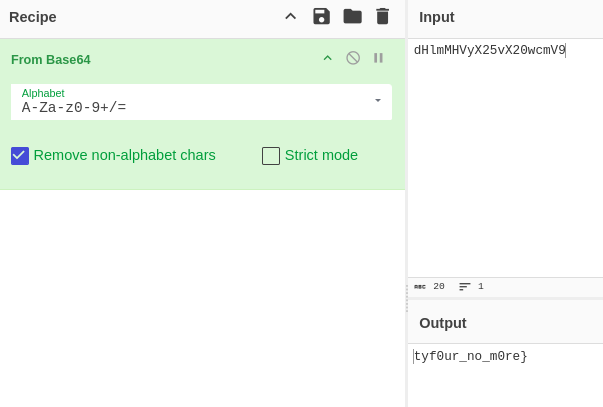 Recipe
From Base64
Alphabet
A-Za-z0-9+/=
Remove non-alphabet chars
Strict mode
Input
dHlmMHVyX25vX20wcmV9
ABC 20 1
Output
tyf0ur_no_m0re}